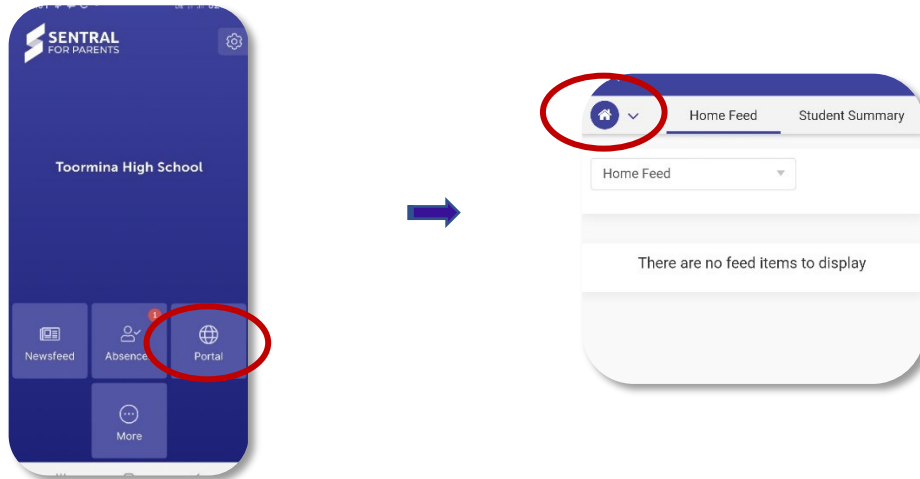 SENTRAL
FOR PARENTS
Toormina High School
1
Newsfeed
Portal
More
Home Feed
Student Summary
Home Feed
There are no feed items to display